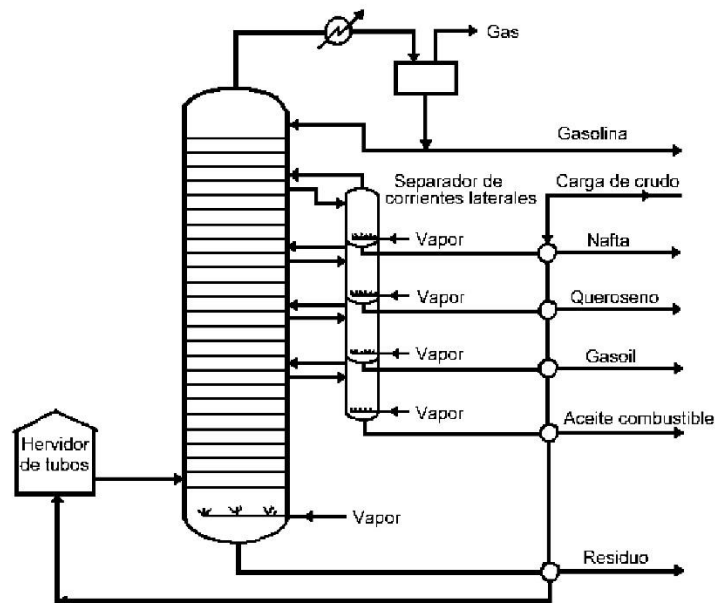 Gas
Gasolina
Separador de
corrientes laterales
Carga de crudo
Vapor
Nafta
Vapor
Queroseno
Vapor
Gasoil
Vapor
Aceite combustible
Hervidor
de tubos
Vapor
Residuo